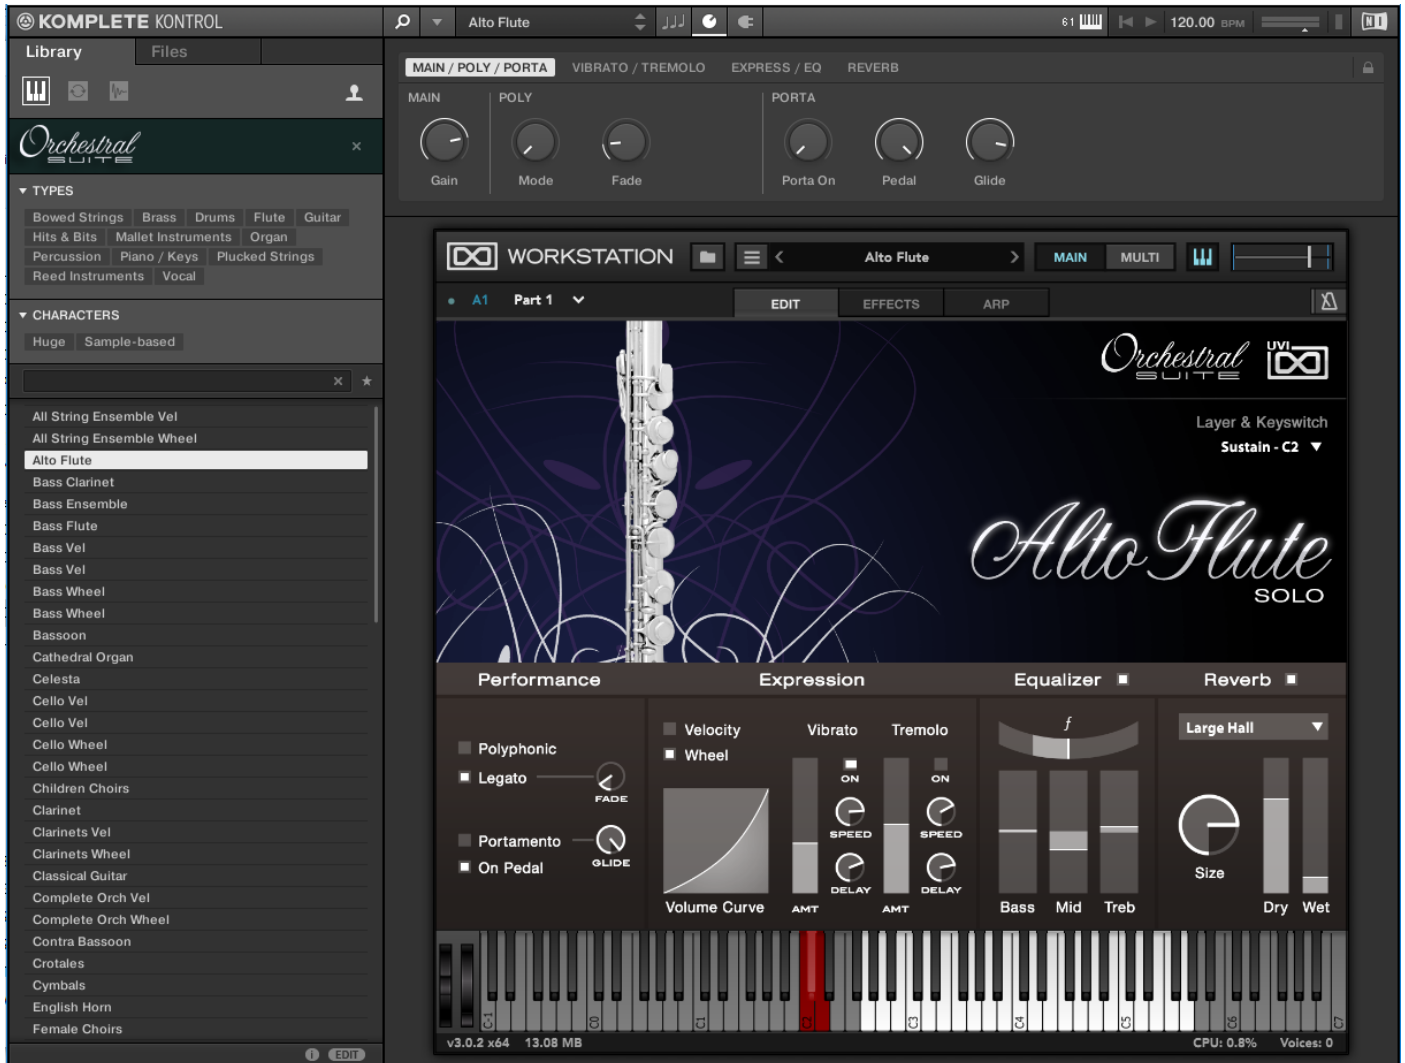 KOMPLETE KONTROL
Alto Flute
61
120.00 BPM
Library Files
MAIN / POLY / PORTA VIBRATO / TREMOLO EXPRESS / EQ REVERB
MAIN POLY PORTA
Gain Mode Fade Porta On Pedal Glide
Orchestral
SUITE
TYPES
Bowed Strings Brass Drums Flute Guitar
Hits & Bits Mallet Instruments Organ
Percussion Piano / Keys Plucked Strings
Reed Instruments Vocal
CHARACTERS
Huge Sample-based
All String Ensemble Vel
All String Ensemble Wheel
Alto Flute
Bass Clarinet
Bass Ensemble
Bass Flute
Bass Vel
Bass Vel
Bass Wheel
Bass Wheel
Bassoon
Cathedral Organ
Celesta
Cello Vel
Cello Vel
Cello Wheel
Cello Wheel
Children Choirs
Clarinet
Clarinets Vel
Clarinets Wheel
Classical Guitar
Complete Orch Vel
Complete Orch Wheel
Contra Bassoon
Crotales
Cymbals
English Horn
Female Choirs
EDIT
WORKSTATION Alto Flute MAIN MULTI
A1 Part 1 EDIT EFFECTS ARP
Orchestral
SUITE
UVI
Layer & Keyswitch
Sustain - C2
Alto Flute
SOLO
Performance Expression Equalizer Reverb
Polyphonic
Legato
FADE
Portamento
On Pedal
GLIDE
Velocity
Wheel
Volume Curve
Vibrato
ON
SPEED
DELAY
AMT
Tremolo
ON
SPEED
DELAY
AMT
f
Bass Mid Treb
Large Hall
Size
Dry Wet
C-1 C0 C1 C2 C3 C4 C5 C6 C7
v3.0.2 x64 13.08 MB CPU: 0.8% Voices: 0